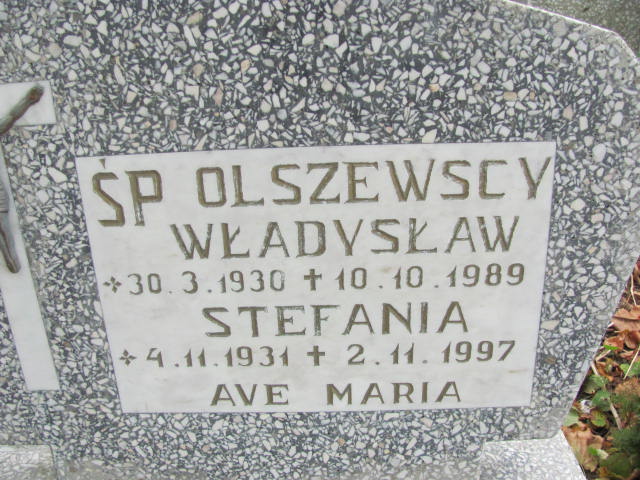 ŚP OLSZEWSCY
WŁADYSŁAW
* 30.3.1930 + 10.10.1989
STEFANIA
* 4.11.1931 + 2.11.1997
AVE MARIA